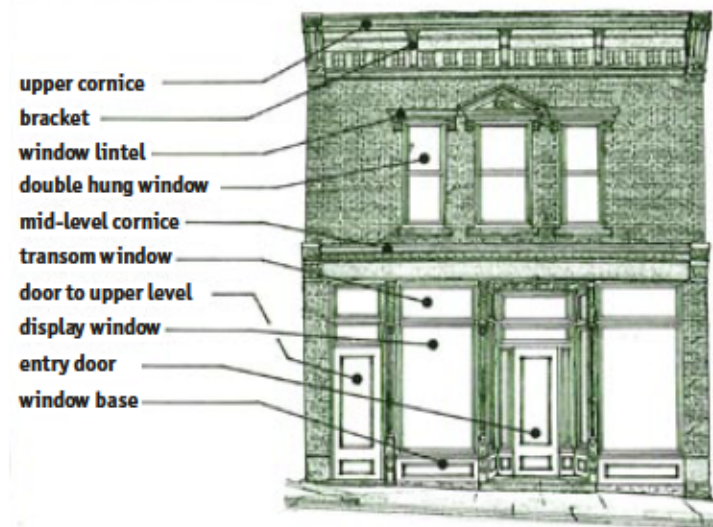 upper cornice
bracket
window lintel
double hung window
mid-level cornice
transom window
door to upper level
display window
entry door
window base